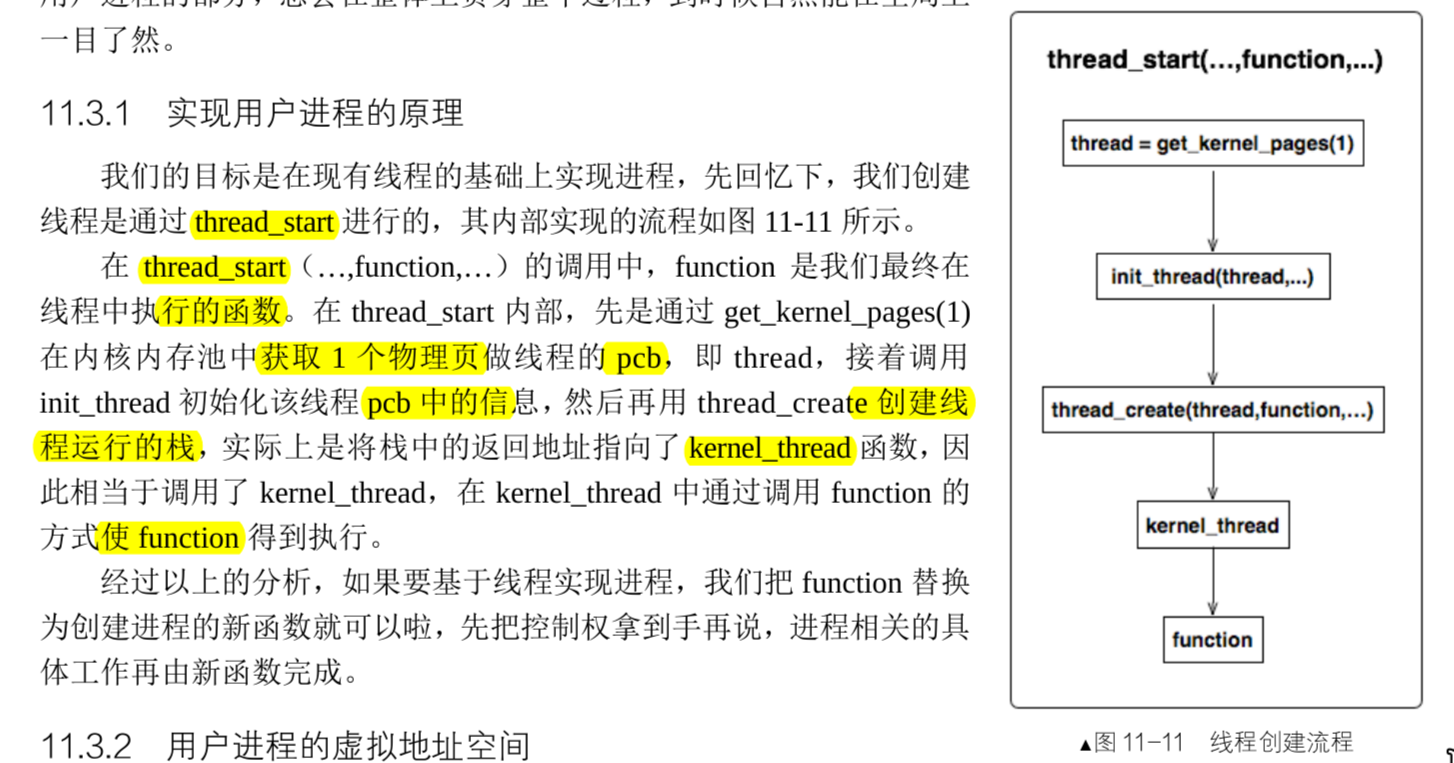 一目了然。
11.3.1 实现用户进程的原理
我们的目标是在现有线程的基础上实现进程，先回忆下，我们创建
线程是通过 thread_start 进行的，其内部实现的流程如图 11-11 所示。
在 thread_start（…,function,…）的调用中，function 是我们最终在
线程中执行的函数。在 thread_start 内部，先是通过 get_kernel_pages(1)
在内核内存池中获取 1 个物理页做线程的 pcb，即 thread，接着调用
init_thread 初始化该线程 pcb 中的信息，然后再用 thread_create 创建线
程运行的栈，实际上是将栈中的返回地址指向了 kernel_thread 函数，因
此相当于调用了 kernel_thread，在 kernel_thread 中通过调用 function 的
方式使 function 得到执行。
经过以上的分析，如果要基于线程实现进程，我们把 function 替换
为创建进程的新函数就可以啦，先把控制权拿到手再说，进程相关的具
体工作再由新函数完成。
11.3.2 用户进程的虚拟地址空间
thread_start(...,function,...)
thread = get_kernel_pages(1)
init_thread(thread,...)
thread_create(thread,function,...)
kernel_thread
function
▲图 11-11 线程创建流程